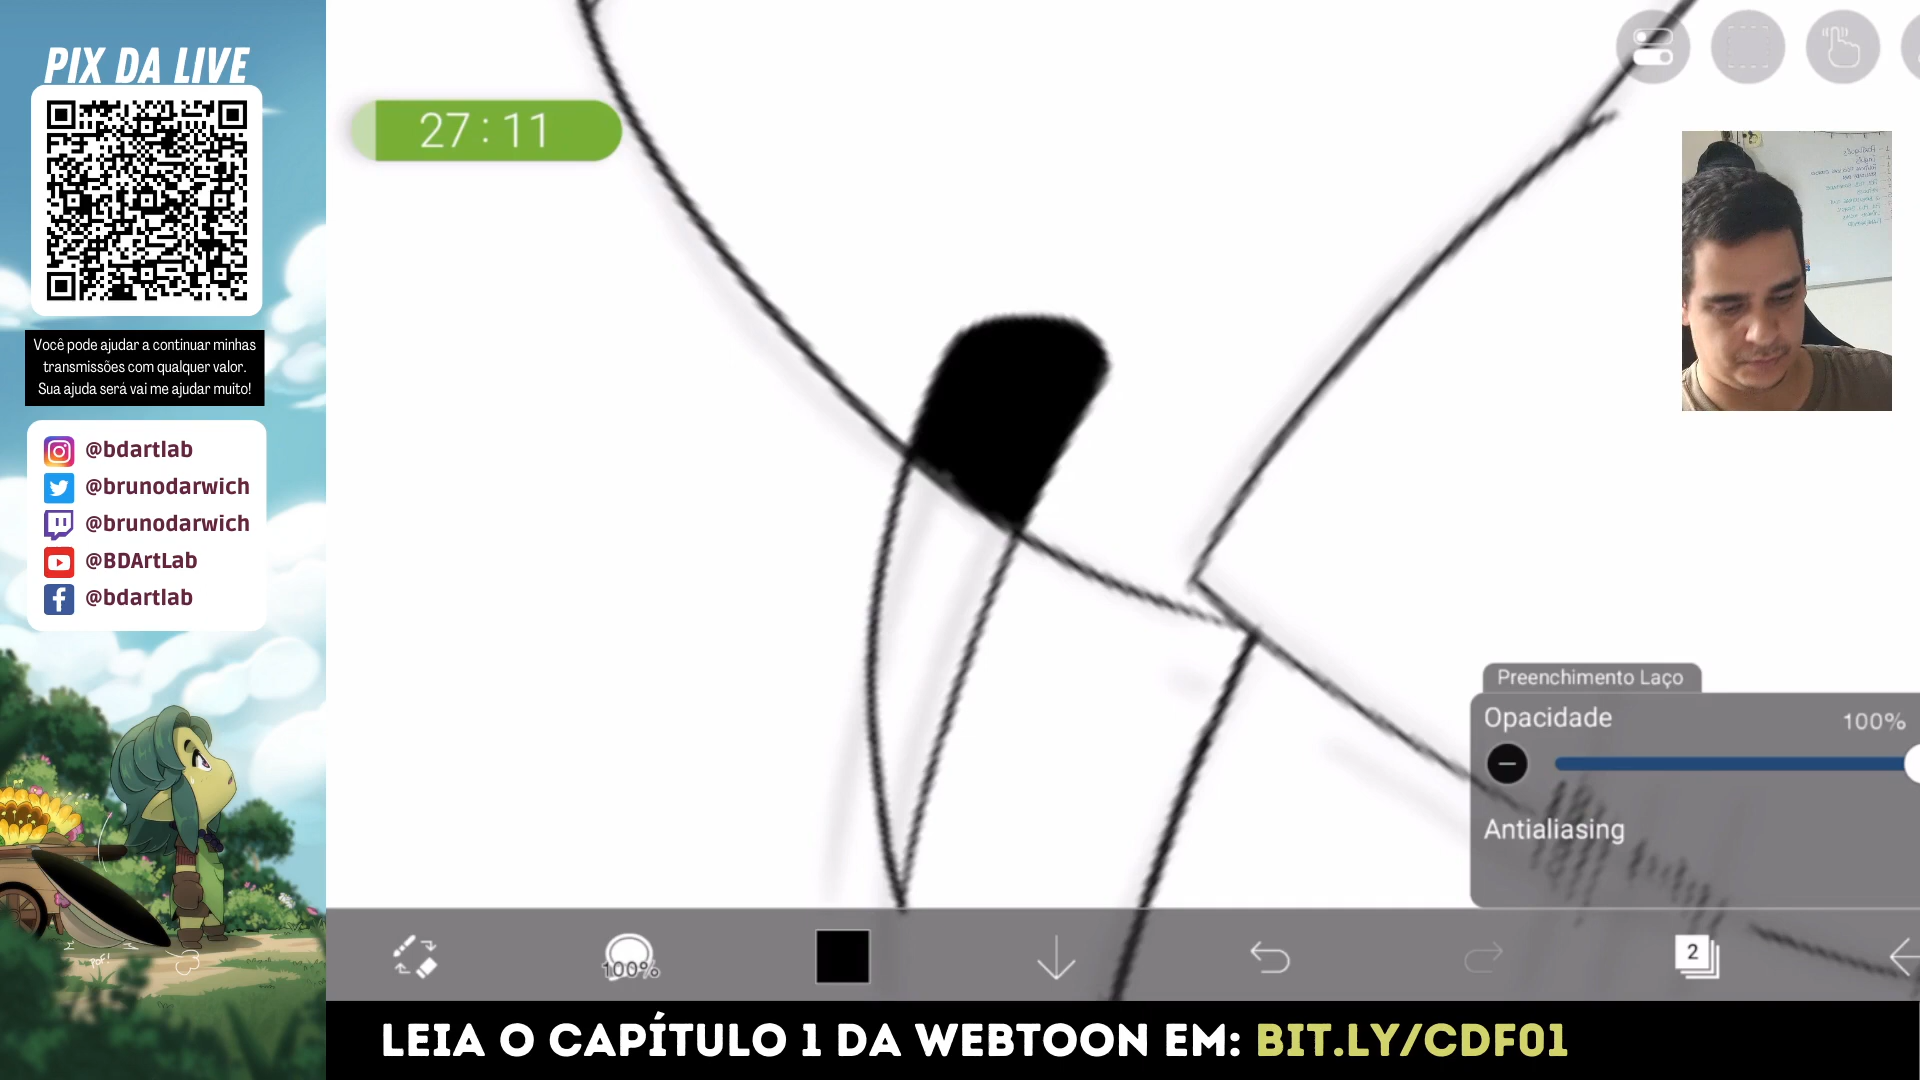 PIX DA LIVE
Você pode ajudar a continuar minhas
transmissões com qualquer valor.
Sua ajuda será vai me ajudar muito!
@bdartlab
@brunodarwich
@brunodarwich
@BDArtLab
@bdartlab
27:11
Preenchimento Laço
Opacidade 100%
Antialiasing
100%
2
POF!
LEIA O CAPÍTULO 1 DA WEBTOON EM: BIT.LY/CDF01